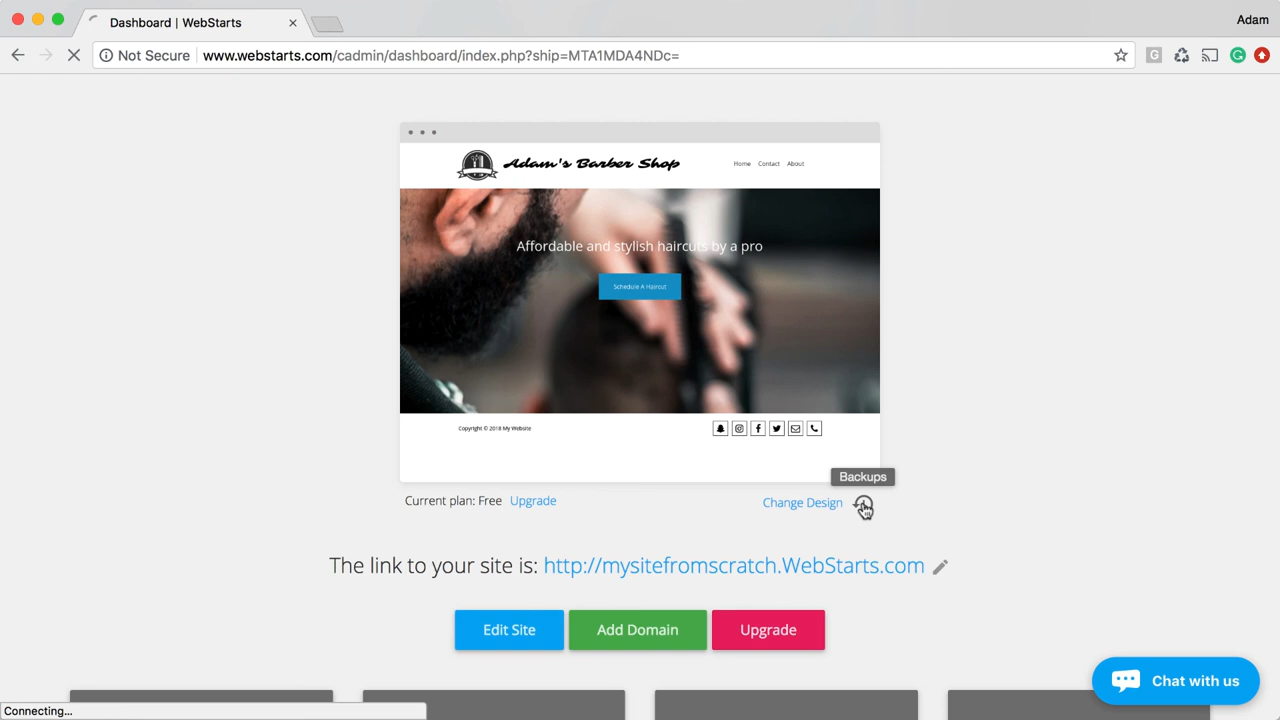 Dashboard | WebStarts
Adam
Not Secure www.webstarts.com/cadmin/dashboard/index.php?ship=MTA1MDA4NDc=
G
G
Adam's Barber Shop
Home Contact About
Affordable and stylish haircuts by a pro
Schedule A Haircut
Copyright © 2018 My Website
Backups
Current plan: Free Upgrade
Change Design
The link to your site is: http://mysitefromscratch.WebStarts.com
Edit Site
Add Domain
Upgrade
Chat with us
Connecting...